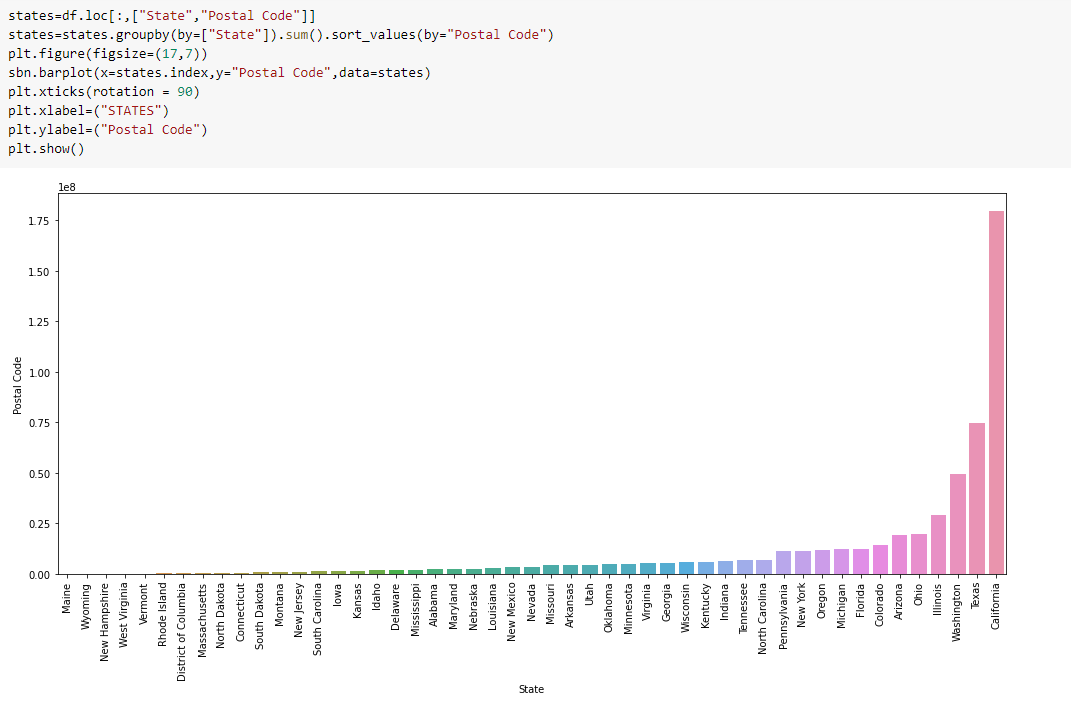 states=df.loc[:,["State","Postal Code"]]
states=states.groupby(by=["State"]).sum().sort_values(by="Postal Code")
plt.figure(figsize=(17,7))
sbn.barplot(x=states.index,y="Postal Code",data=states)
plt.xticks(rotation = 90)
plt.xlabel=("STATES")
plt.ylabel=("Postal Code")
plt.show()
1e8
1.75
1.50
1.25
1.00
0.75
0.50
0.25
0.00
Postal Code
Maine
Wyoming
New Hampshire
West Virginia
Vermont
Rhode Island
District of Columbia
Massachusetts
North Dakota
Connecticut
South Dakota
Montana
New Jersey
South Carolina
Iowa
Kansas
Idaho
Delaware
Mississippi
Alabama
Maryland
Nebraska
Louisiana
New Mexico
Nevada
Missouri
Arkansas
Utah
Oklahoma
Minnesota
Virginia
Georgia
Wisconsin
Kentucky
Indiana
Tennessee
North Carolina
Pennsylvania
New York
Oregon
Michigan
Florida
Colorado
Arizona
Ohio
Illinois
Washington
Texas
California
State